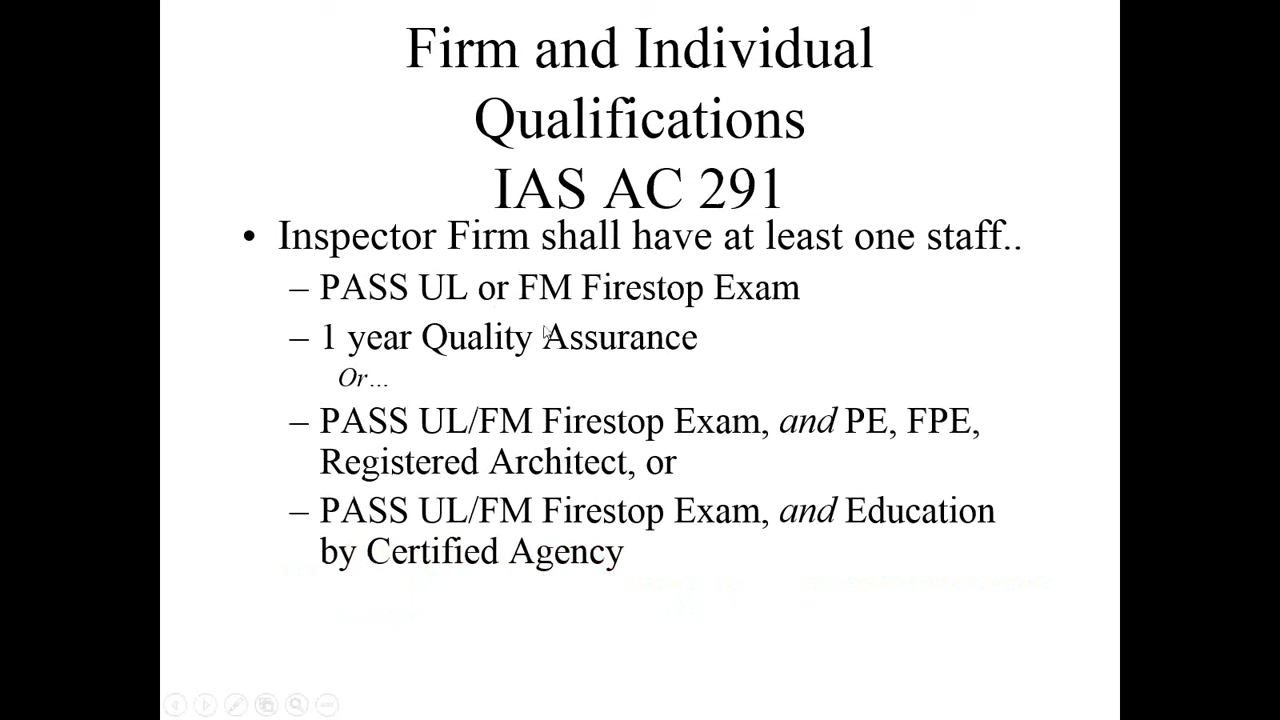 Firm and Individual
Qualifications
IAS AC 291
• Inspector Firm shall have at least one staff..
– PASS UL or FM Firestop Exam
– 1 year Quality Assurance
Or…
– PASS UL/FM Firestop Exam, and PE, FPE,
Registered Architect, or
– PASS UL/FM Firestop Exam, and Education
by Certified Agency